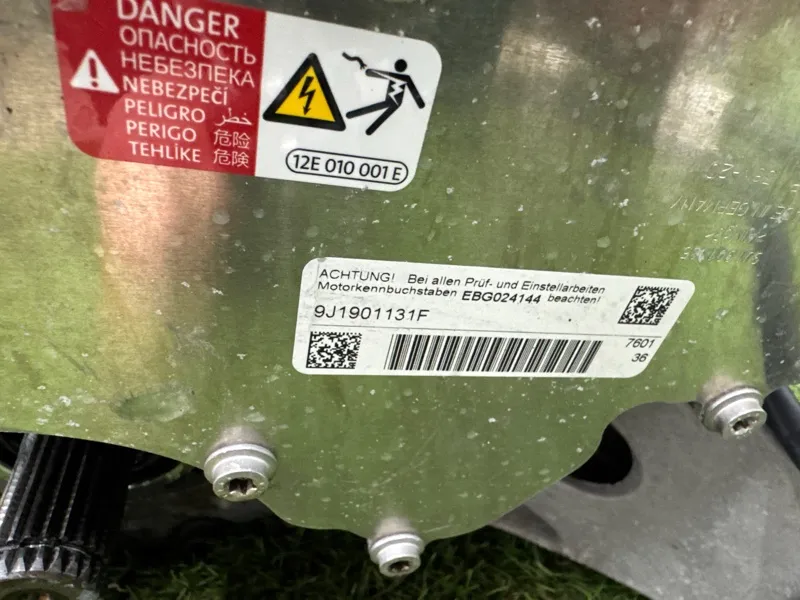 DANGER
ОПАСНОСТЬ
НЕБЕЗПЕКА
NEBEZPEČÍ
PELIGRO خطر
PERIGO 危险
TEHLİKE 危険
12E 010 001 E
ACHTUNG! Bei allen Prüf- und Einstellarbeiten
Motorkennbuchstaben EBG024144 beachten!
9J1901131F
7601
36